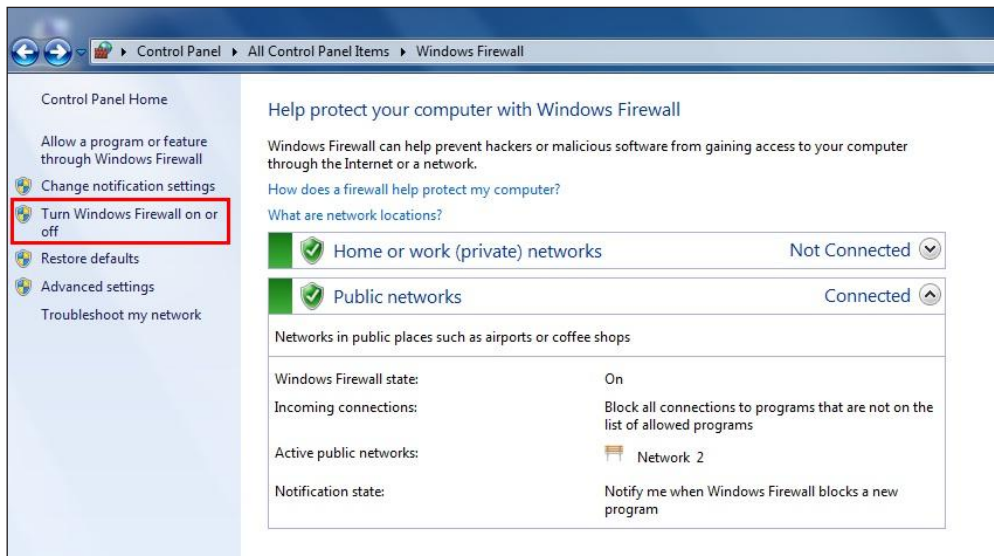 Control Panel ▸ All Control Panel Items ▸ Windows Firewall
Control Panel Home
Allow a program or feature
through Windows Firewall
Change notification settings
Turn Windows Firewall on or
off
Restore defaults
Advanced settings
Troubleshoot my network
Help protect your computer with Windows Firewall
Windows Firewall can help prevent hackers or malicious software from gaining access to your computer
through the Internet or a network.
How does a firewall help protect my computer?
What are network locations?
Home or work (private) networks Not Connected
Public networks Connected
Networks in public places such as airports or coffee shops
Windows Firewall state: On
Incoming connections: Block all connections to programs that are not on the
list of allowed programs
Active public networks: Network 2
Notification state: Notify me when Windows Firewall blocks a new
program